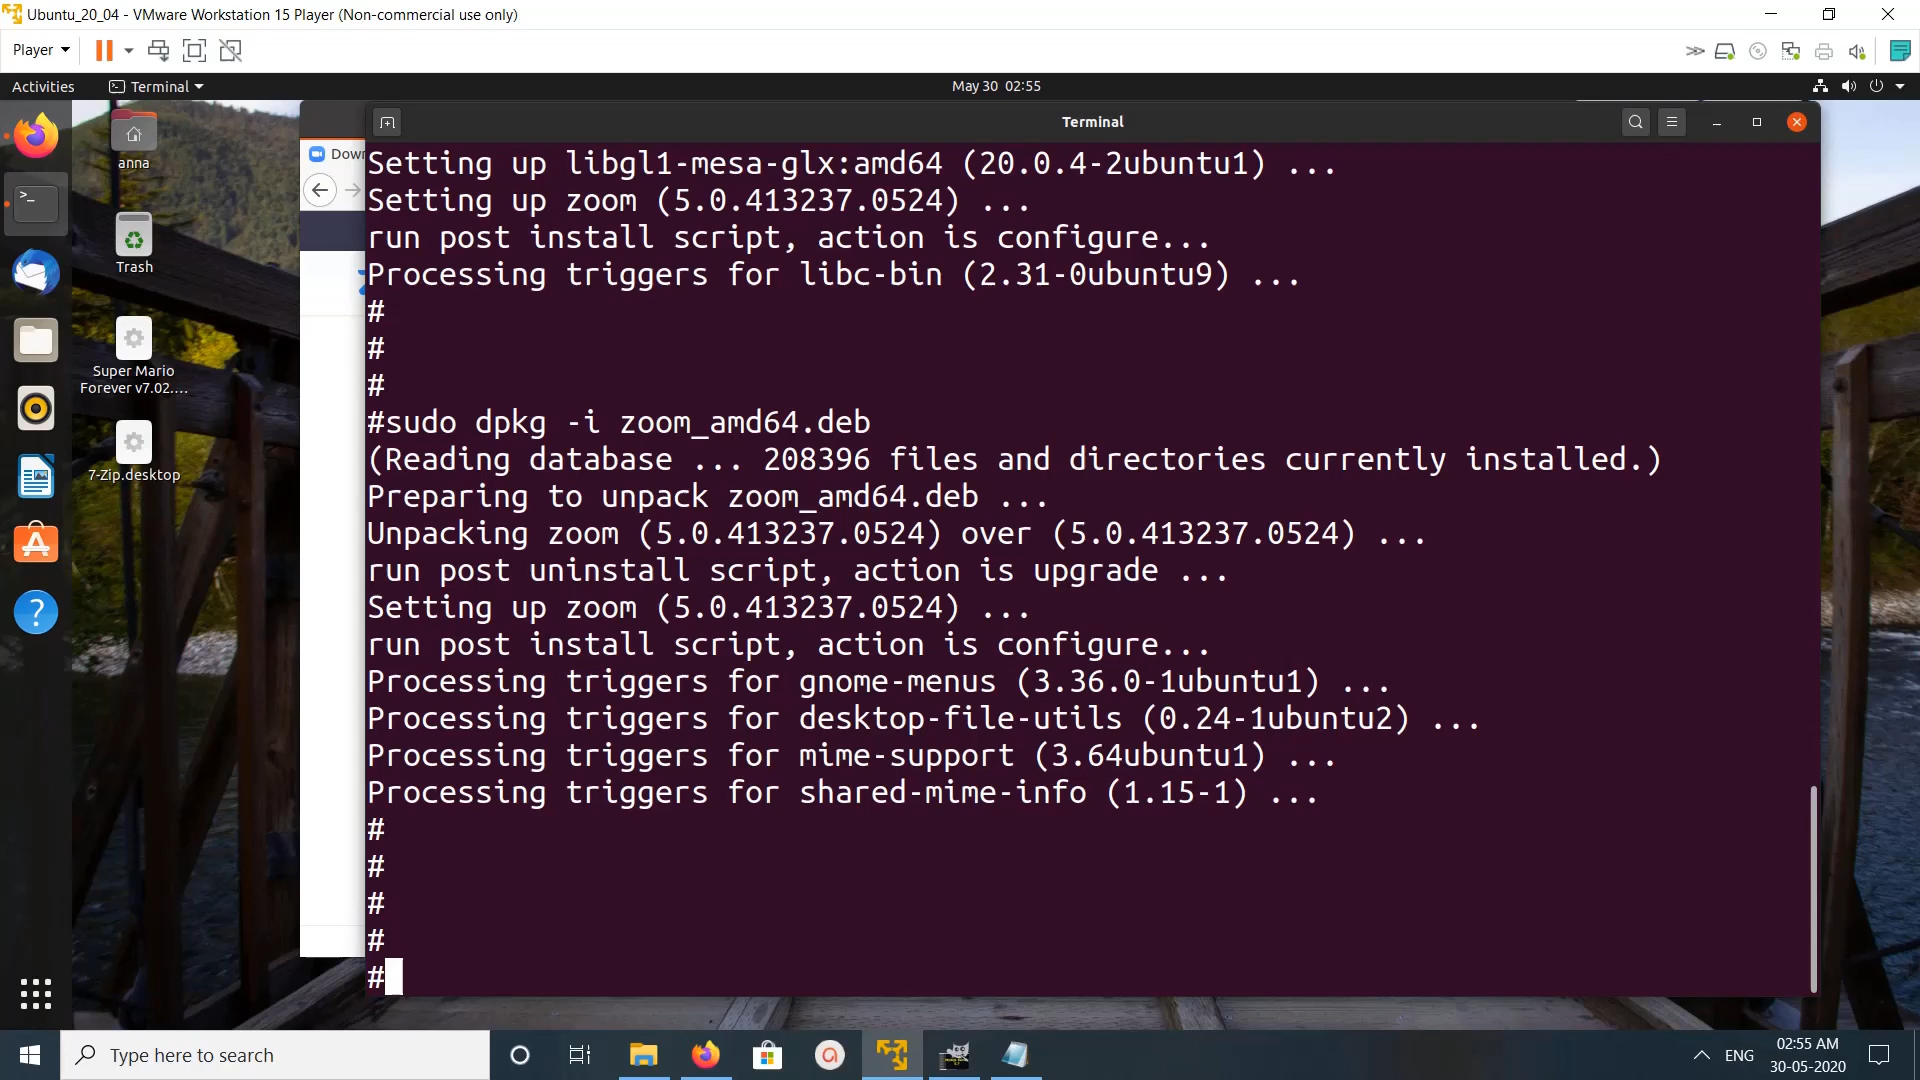 Ubuntu_20_04 - VMware Workstation 15 Player (Non-commercial use only)
Player
Activities
Terminal
May 30 02:55
Terminal
anna
Trash
Super Mario
Forever v7.02....
7-Zip.desktop
Dow
Setting up libgl1-mesa-glx:amd64 (20.0.4-2ubuntu1) ...
Setting up zoom (5.0.413237.0524) ...
run post install script, action is configure...
Processing triggers for libc-bin (2.31-0ubuntu9) ...
#
#
#
#sudo dpkg -i zoom_amd64.deb
(Reading database ... 208396 files and directories currently installed.)
Preparing to unpack zoom_amd64.deb ...
Unpacking zoom (5.0.413237.0524) over (5.0.413237.0524) ...
run post uninstall script, action is upgrade ...
Setting up zoom (5.0.413237.0524) ...
run post install script, action is configure...
Processing triggers for gnome-menus (3.36.0-1ubuntu1) ...
Processing triggers for desktop-file-utils (0.24-1ubuntu2) ...
Processing triggers for mime-support (3.64ubuntu1) ...
Processing triggers for shared-mime-info (1.15-1) ...
#
#
#
#
#
Type here to search
ENG
02:55 AM
30-05-2020